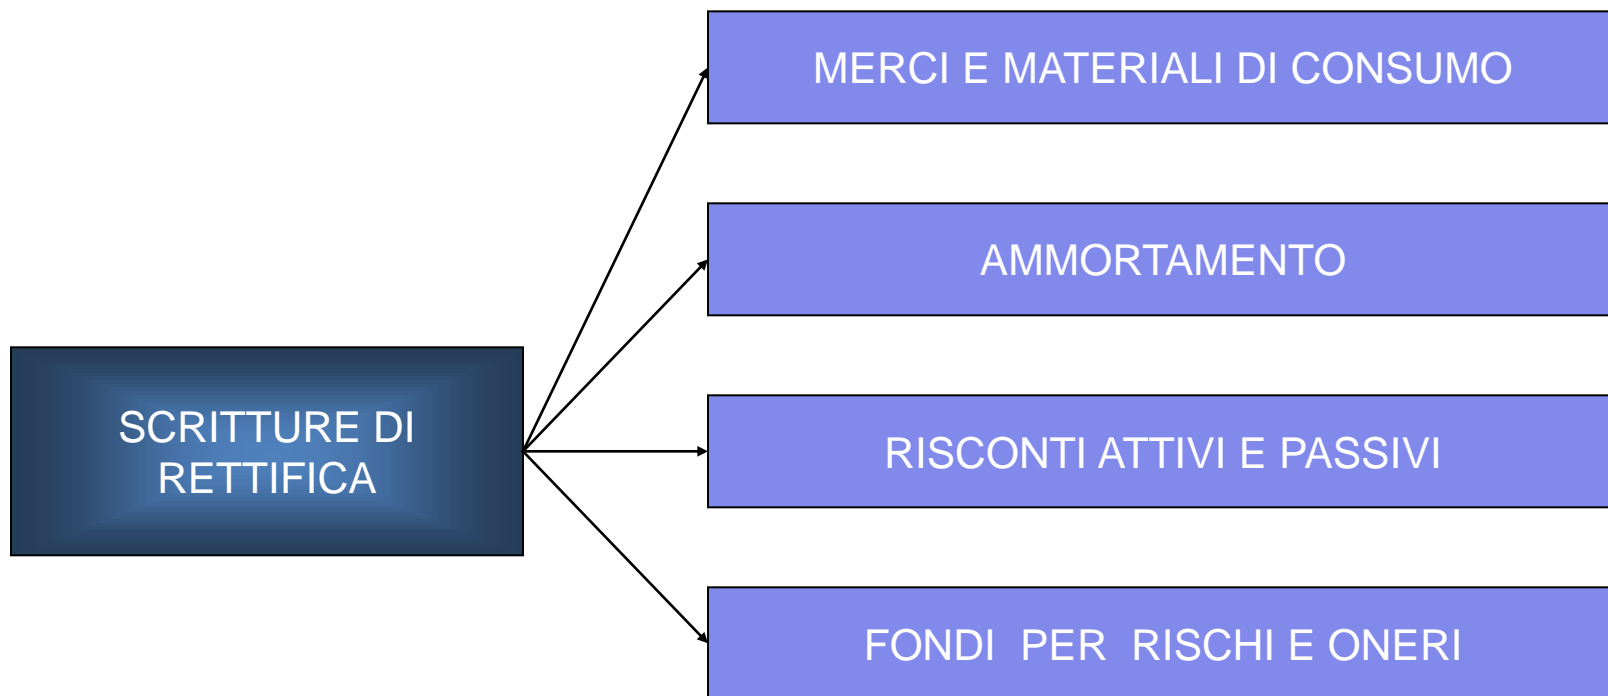 MERCI E MATERIALI DI CONSUMO
AMMORTAMENTO
SCRITTURE DI
RETTIFICA
RISCONTI ATTIVI E PASSIVI
FONDI PER RISCHI E ONERI